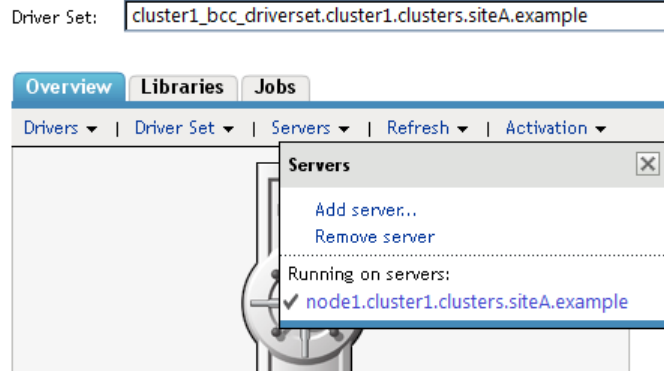 Driver Set: cluster1_bcc_driverset.cluster1.clusters.siteA.example
Overview Libraries Jobs
Drivers | Driver Set | Servers | Refresh | Activation
Servers
Add server...
Remove server
Running on servers:
node1.cluster1.clusters.siteA.example